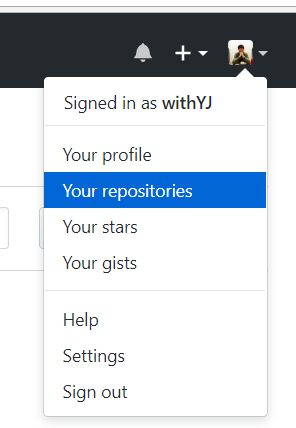 Signed in as withYJ
Your profile
Your repositories
Your stars
Your gists
Help
Settings
Sign out